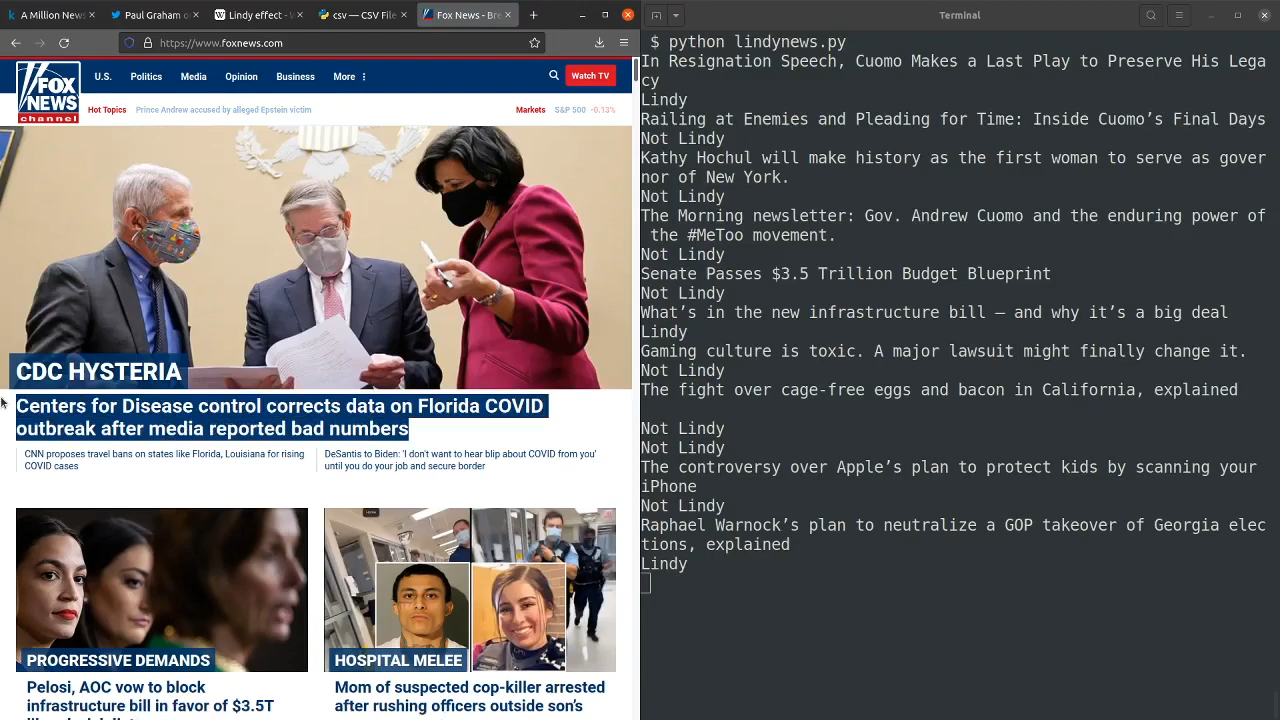 A Million News
Paul Graham o
Lindy effect - W
csv — CSV File
Fox News - Bre
https://www.foxnews.com
FOX
NEWS
channel
U.S.
Politics
Media
Opinion
Business
More
Watch TV
Hot Topics
Prince Andrew accused by alleged Epstein victim
Markets
S&P 500 -0.13%
CDC HYSTERIA
Centers for Disease control corrects data on Florida COVID
outbreak after media reported bad numbers
CNN proposes travel bans on states like Florida, Louisiana for rising
COVID cases
DeSantis to Biden: 'I don't want to hear blip about COVID from you'
until you do your job and secure border
PROGRESSIVE DEMANDS
Pelosi, AOC vow to block
infrastructure bill in favor of $3.5T
HOSPITAL MELEE
Mom of suspected cop-killer arrested
after rushing officers outside son's
Terminal
$ python lindynews.py
In Resignation Speech, Cuomo Makes a Last Play to Preserve His Lega
cy
Lindy
Railing at Enemies and Pleading for Time: Inside Cuomo’s Final Days
Not Lindy
Kathy Hochul will make history as the first woman to serve as gover
nor of New York.
Not Lindy
The Morning newsletter: Gov. Andrew Cuomo and the enduring power of
the #MeToo movement.
Not Lindy
Senate Passes $3.5 Trillion Budget Blueprint
Not Lindy
What’s in the new infrastructure bill — and why it’s a big deal
Lindy
Gaming culture is toxic. A major lawsuit might finally change it.
Not Lindy
The fight over cage-free eggs and bacon in California, explained
Not Lindy
Not Lindy
The controversy over Apple’s plan to protect kids by scanning your
iPhone
Not Lindy
Raphael Warnock’s plan to neutralize a GOP takeover of Georgia elec
tions, explained
Lindy